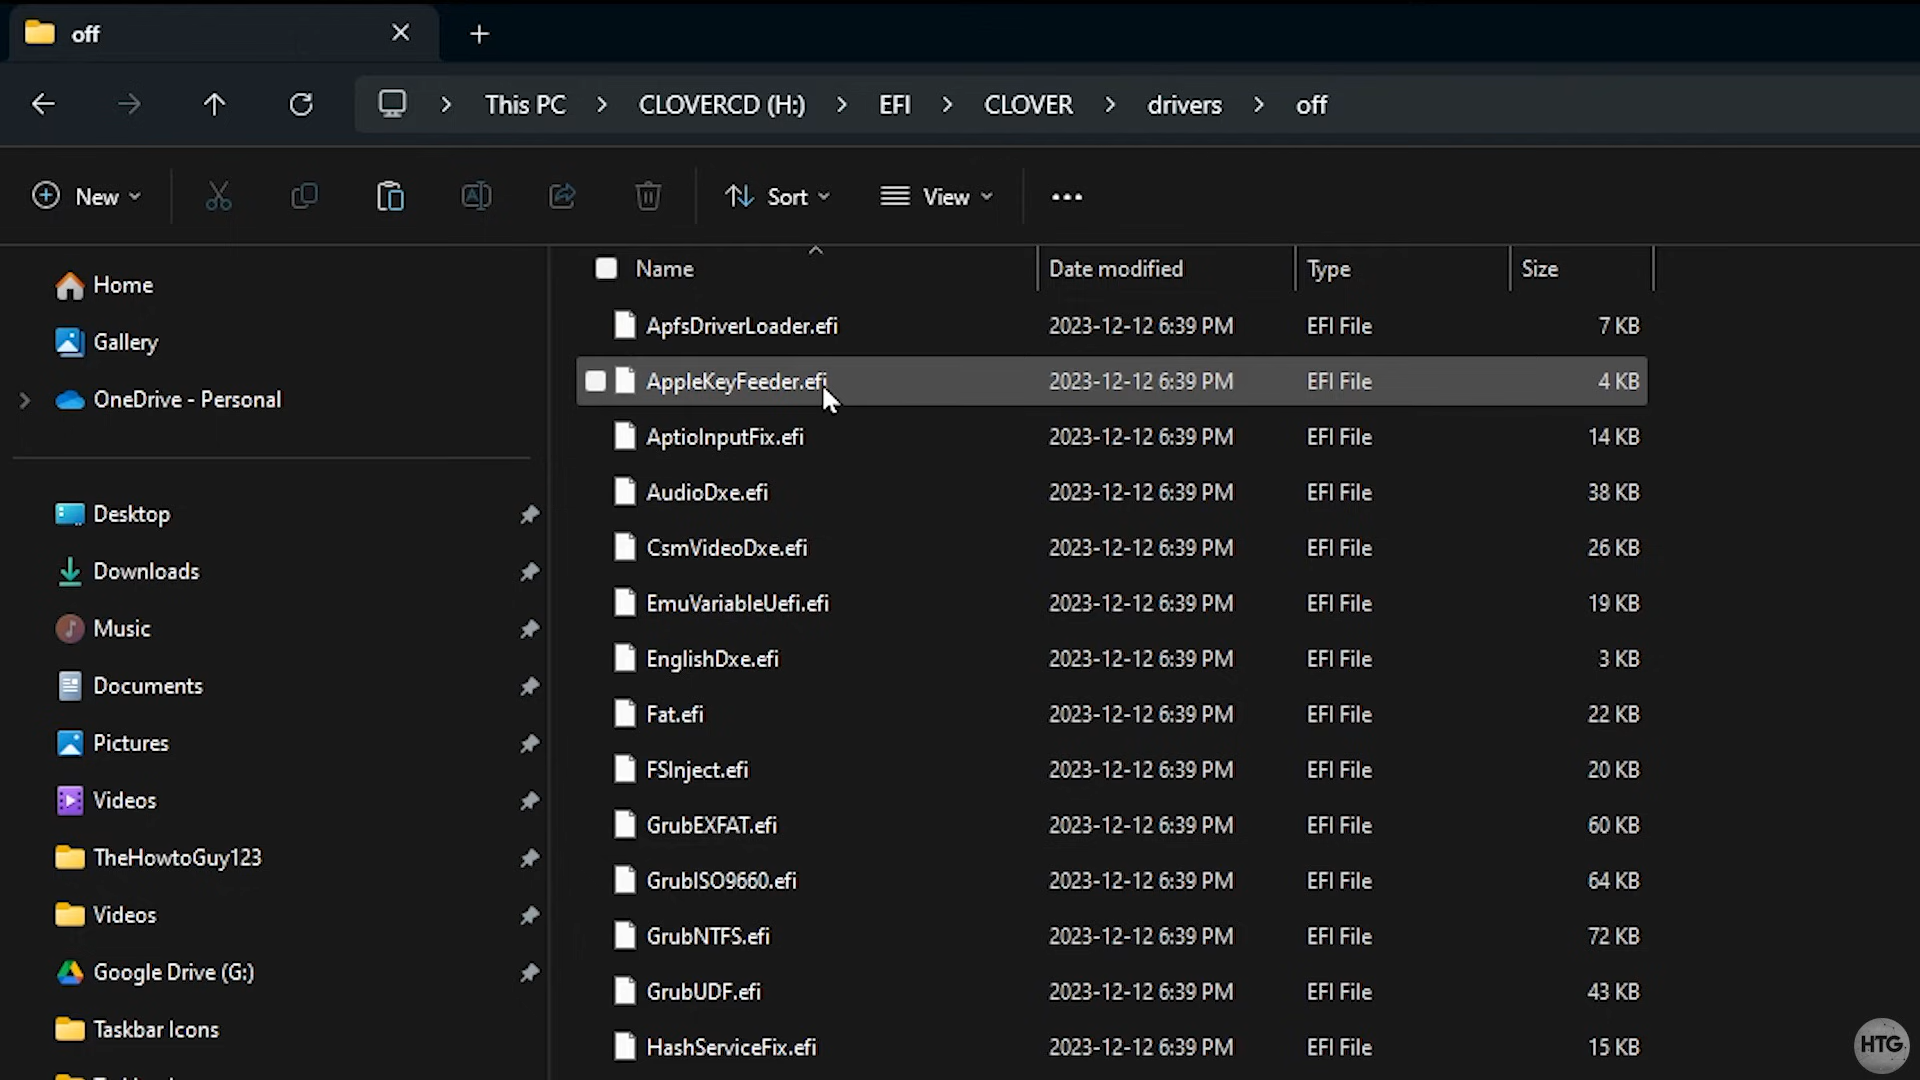 off
This PC > CLOVERCD (H:) > EFI > CLOVER > drivers > off
New Sort View
Home
Gallery
OneDrive - Personal
Desktop
Downloads
Music
Documents
Pictures
Videos
TheHowtoGuy123
Videos
Google Drive (G:)
Taskbar Icons
Name Date modified Type Size
ApfsDriverLoader.efi 2023-12-12 6:39 PM EFI File 7 KB
AppleKeyFeeder.efi 2023-12-12 6:39 PM EFI File 4 KB
AptioInputFix.efi 2023-12-12 6:39 PM EFI File 14 KB
AudioDxe.efi 2023-12-12 6:39 PM EFI File 38 KB
CsmVideoDxe.efi 2023-12-12 6:39 PM EFI File 26 KB
EmuVariableUefi.efi 2023-12-12 6:39 PM EFI File 19 KB
EnglishDxe.efi 2023-12-12 6:39 PM EFI File 3 KB
Fat.efi 2023-12-12 6:39 PM EFI File 22 KB
FSInject.efi 2023-12-12 6:39 PM EFI File 20 KB
GrubEXFAT.efi 2023-12-12 6:39 PM EFI File 60 KB
GrubISO9660.efi 2023-12-12 6:39 PM EFI File 64 KB
GrubNTFS.efi 2023-12-12 6:39 PM EFI File 72 KB
GrubUDF.efi 2023-12-12 6:39 PM EFI File 43 KB
HashServiceFix.efi 2023-12-12 6:39 PM EFI File 15 KB
HTG